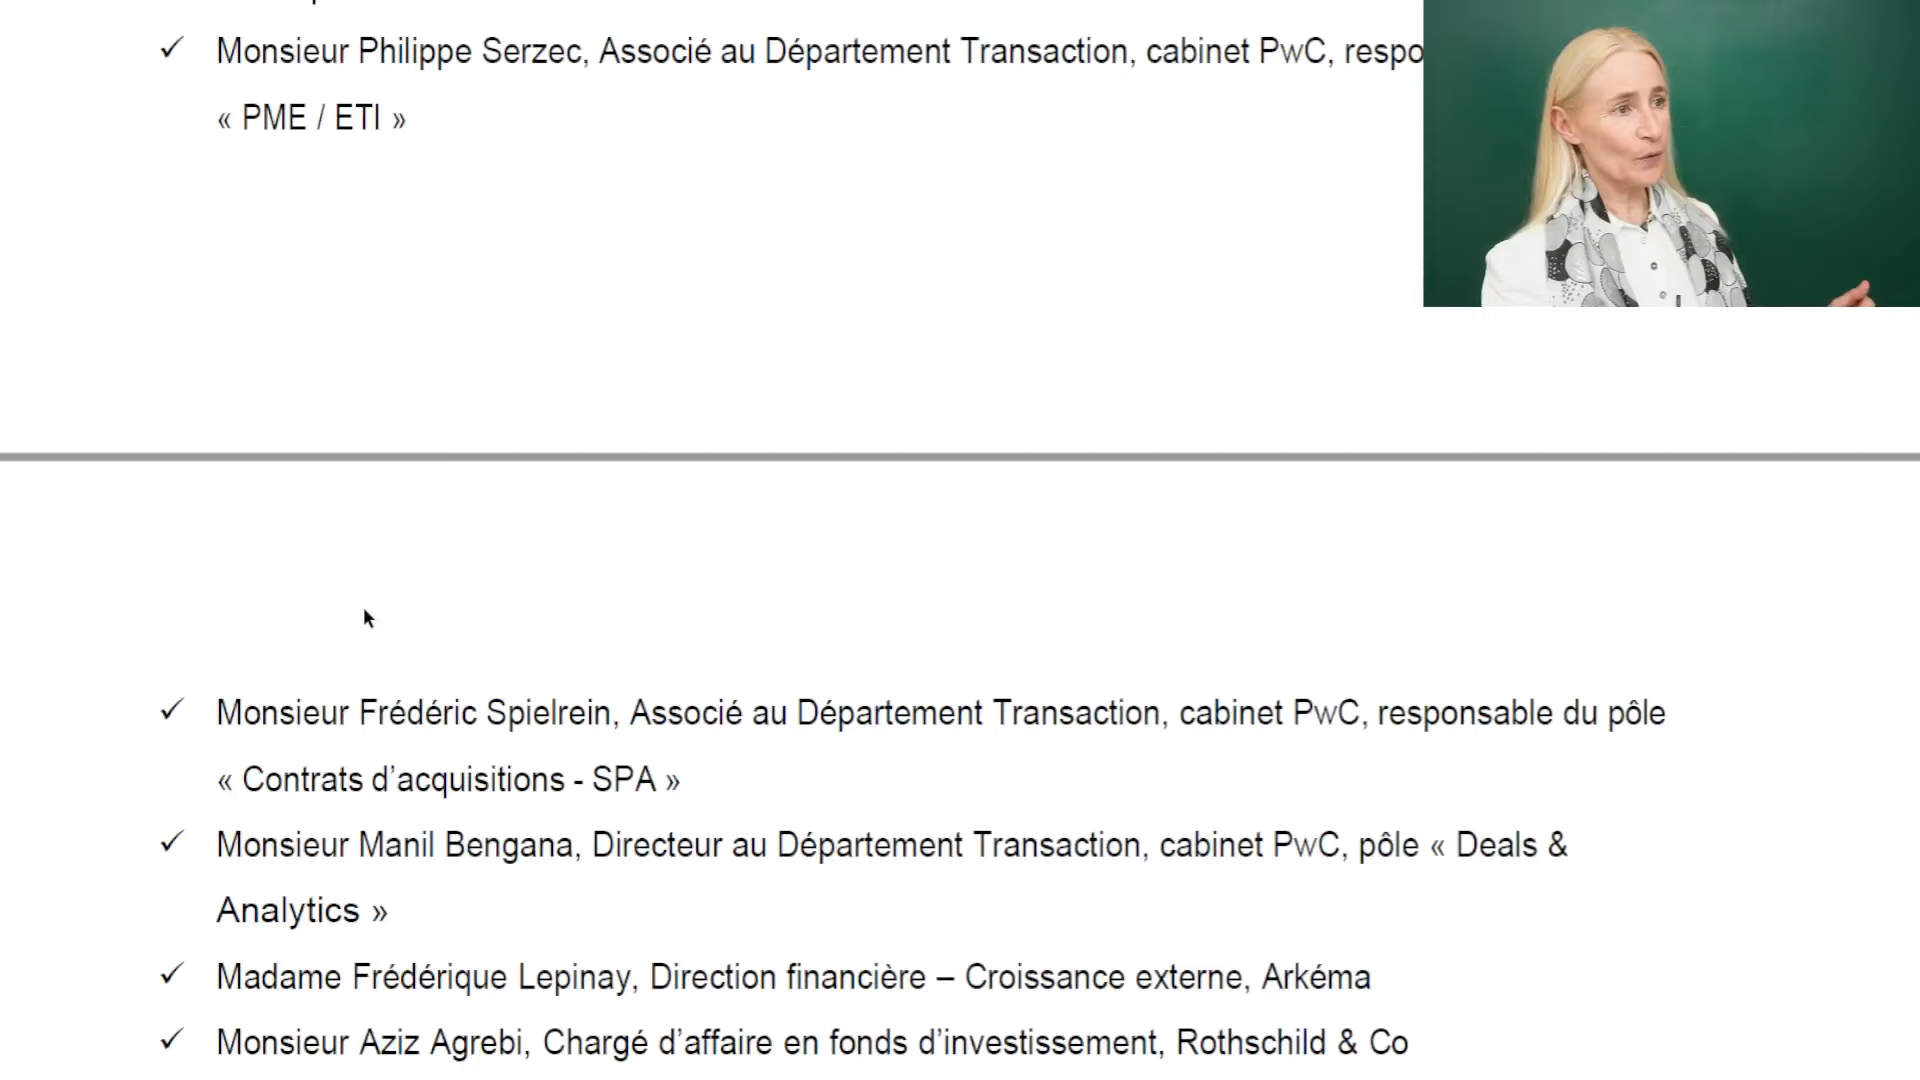 ✓ Monsieur Philippe Serzec, Associé au Département Transaction, cabinet PwC,
« PME / ETI »
✓ Monsieur Frédéric Spielrein, Associé au Département Transaction, cabinet PwC, responsable du pôle
« Contrats d’acquisitions - SPA »
✓ Monsieur Manil Bengana, Directeur au Département Transaction, cabinet PwC, pôle « Deals &
Analytics »
✓ Madame Frédérique Lepinay, Direction financière – Croissance externe, Arkéma
✓ Monsieur Aziz Agrebi, Chargé d’affaire en fonds d’investissement, Rothschild & Co